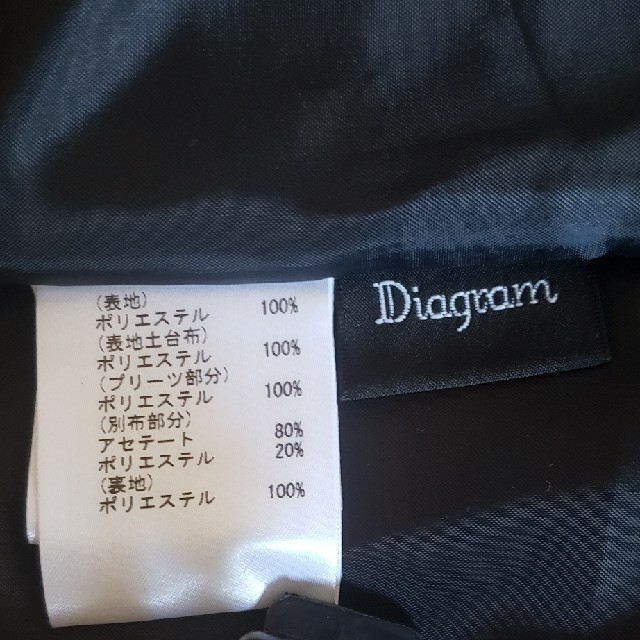 (表地)
ポリエステル 100%
(表地土台布)
ポリエステル 100%
(プリーツ部分)
ポリエステル 100%
(別布部分)
アセテート 80%
ポリエステル 20%
(裏地)
ポリエステル 100%
Diagram